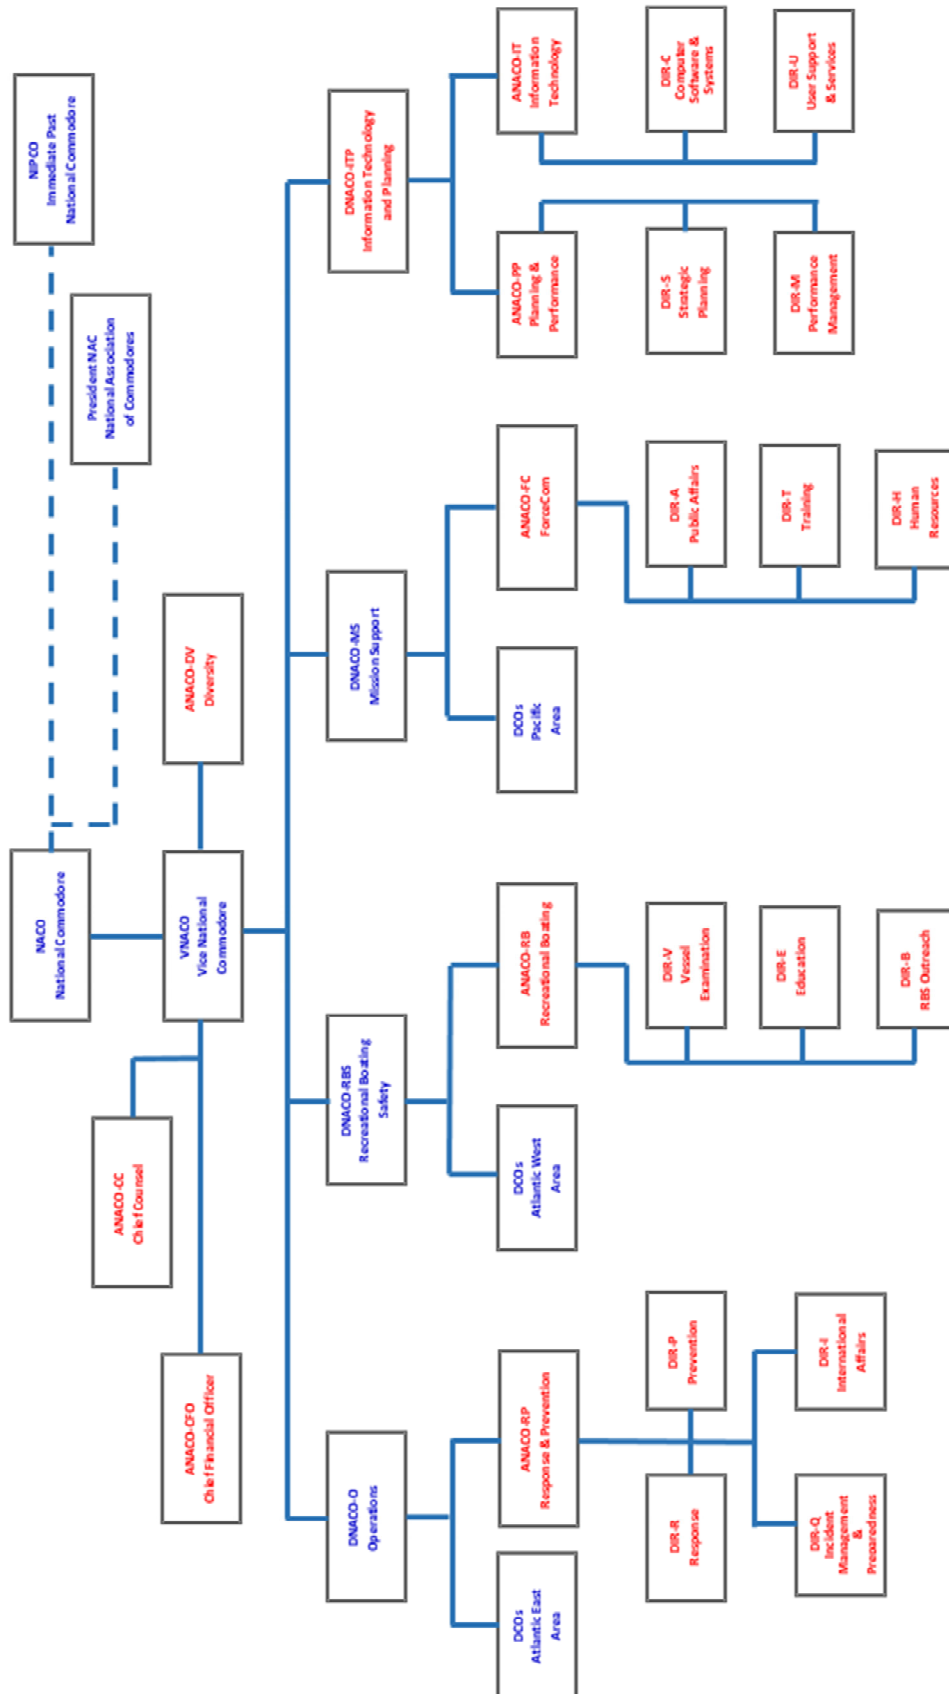 NACO
National Commodore
NIPCO
Immediate Past
National Commodore
President NAC
National Association
of Commodores
ANACO-CC
Chief Counsel
ANACO-CFO
Chief Financial Officer
VNACO
Vice National
Commodore
ANACO-DV
Diversity
DNACO-O
Operations
DNACO-RBS
Recreational Boating
Safety
DNACO-MS
Mission Support
DNACO-ITP
Information Technology
and Planning
DCOs
Atlantic East
Area
ANACO-RP
Response & Prevention
DCOs
Atlantic West
Area
ANACO-RB
Recreational Boating
DCOs
Pacific
Area
ANACO-FC
ForceCom
ANACO-PP
Planning &
Performance
ANACO-IT
Information
Technology
DIR-R
Response
DIR-P
Prevention
DIR-V
Vessel
Examination
DIR-A
Public Affairs
DIR-S
Strategic
Planning
DIR-C
Computer
Software &
Systems
DIR-Q
Incident
Management
&
Preparedness
DIR-I
International
Affairs
DIR-E
Education
DIR-T
Training
DIR-M
Performance
Management
DIR-U
User Support
& Services
DIR-B
RBS Outreach
DIR-H
Human
Resources